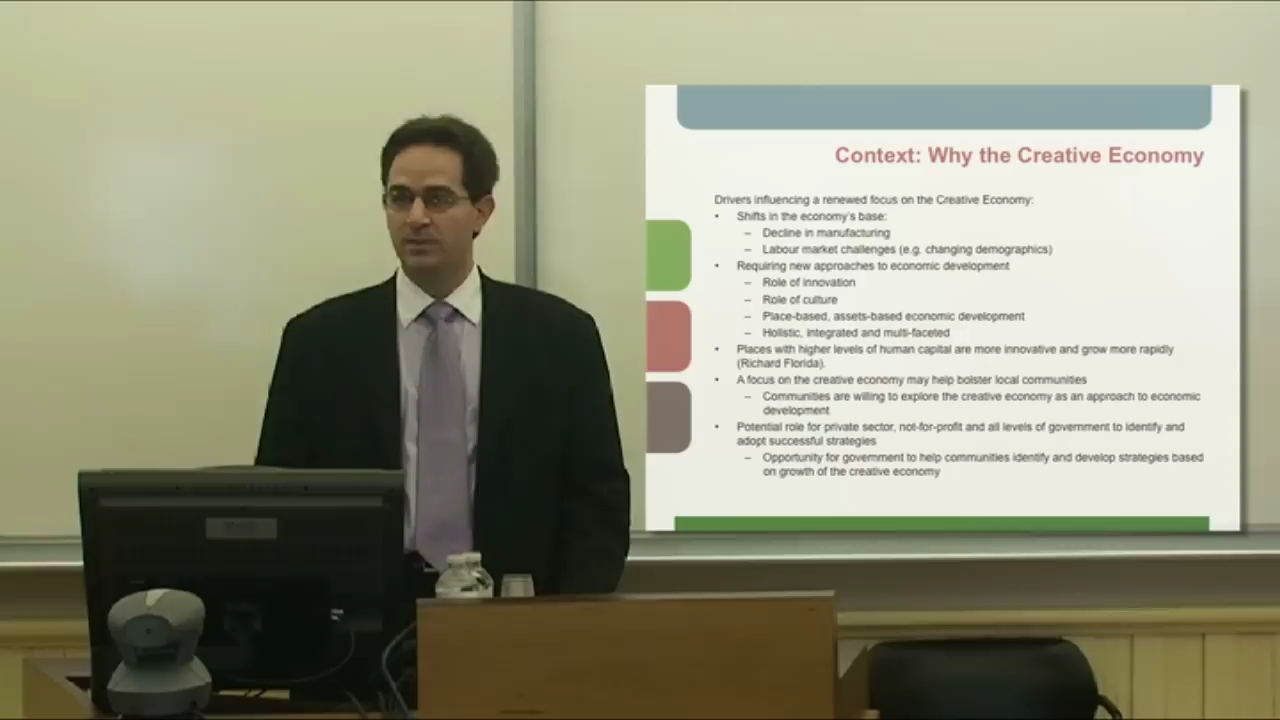 Context: Why the Creative Economy
Drivers influencing a renewed focus on the Creative Economy:
• Shifts in the economy's base:
– Decline in manufacturing
– Labour market challenges (e.g. changing demographics)
• Requiring new approaches to economic development
– Role of innovation
– Role of culture
– Place-based, assets-based economic development
– Holistic, integrated and multi-faceted
• Places with higher levels of human capital are more innovative and grow more rapidly
(Richard Florida).
• A focus on the creative economy may help bolster local communities
– Communities are willing to explore the creative economy as an approach to economic
development
• Potential role for private sector, not-for-profit and all levels of government to identify and
adopt successful strategies
– Opportunity for government to help communities identify and develop strategies based
on growth of the creative economy